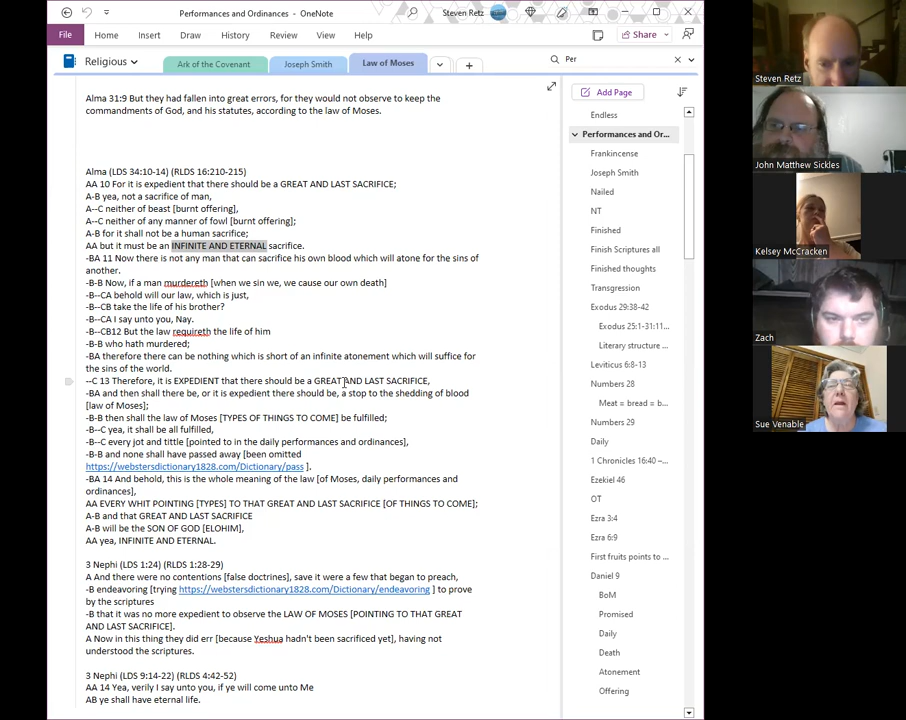 Performances and Ordinances - OneNote
Steven Retz
File
Home
Insert
Draw
History
Review
View
Help
Share
Religious
Ark of the Covenant
Joseph Smith
Law of Moses
+
Per
Alma 31:9 But they had fallen into great errors, for they would not observe to keep the
commandments of God, and his statutes, according to the law of Moses.
Alma (LDS 34:10-14) (RLDS 16:210-215)
AA 10 For it is expedient that there should be a GREAT AND LAST SACRIFICE;
A-B yea, not a sacrifice of man,
A--C neither of beast [burnt offering],
A--C neither of any manner of fowl [burnt offering];
A-B for it shall not be a human sacrifice;
AA but it must be an INFINITE AND ETERNAL sacrifice.
-BA 11 Now there is not any man that can sacrifice his own blood which will atone for the sins of
another.
-B-B Now, if a man murdereth [when we sin we, we cause our own death]
-B--CA behold will our law, which is just,
-B--CB take the life of his brother?
-B--CA I say unto you, Nay.
-B--CB12 But the law requireth the life of him
-B-B who hath murdered;
-BA therefore there can be nothing which is short of an infinite atonement which will suffice for
the sins of the world.
--C 13 Therefore, it is EXPEDIENT that there should be a GREAT AND LAST SACRIFICE,
-BA and then shall there be, or it is expedient there should be, a stop to the shedding of blood
[law of Moses];
-B-B then shall the law of Moses [TYPES OF THINGS TO COME] be fulfilled;
-B--C yea, it shall be all fulfilled,
-B--C every jot and tittle [pointed to in the daily performances and ordinances],
-B-B and none shall have passed away [been omitted
https://webstersdictionary1828.com/Dictionary/pass ].
-BA 14 And behold, this is the whole meaning of the law [of Moses, daily performances and
ordinances],
AA EVERY WHIT POINTING [TYPES] TO THAT GREAT AND LAST SACRIFICE [OF THINGS TO COME];
A-B and that GREAT AND LAST SACRIFICE
A-B will be the SON OF GOD [ELOHIM],
AA yea, INFINITE AND ETERNAL.
3 Nephi (LDS 1:24) (RLDS 1:28-29)
A And there were no contentions [false doctrines], save it were a few that began to preach,
-B endeavoring [trying https://webstersdictionary1828.com/Dictionary/endeavoring ] to prove
by the scriptures
-B that it was no more expedient to observe the LAW OF MOSES [POINTING TO THAT GREAT
AND LAST SACRIFICE].
A Now in this thing they did err [because Yeshua hadn't been sacrificed yet], having not
understood the scriptures.
3 Nephi (LDS 9:14-22) (RLDS 4:42-52)
AA 14 Yea, verily I say unto you, if ye will come unto Me
AB ye shall have eternal life.
Add Page
Endless
Performances and Or...
Frankincense
Joseph Smith
Nailed
NT
Finished
Finish Scriptures all
Finished thoughts
Transgression
Exodus 29:38-42
Exodus 25:1-31:11...
Literary structure ...
Leviticus 6:8-13
Numbers 28
Meat = bread = b...
Numbers 29
Daily
1 Chronicles 16:40 –...
Ezekiel 46
OT
Ezra 3:4
Ezra 6:9
First fruits points to ...
Daniel 9
BoM
Promised
Daily
Death
Atonement
Offering
Steven Retz
John Matthew Sickles
Kelsey McCracken
Zach
Sue Venable